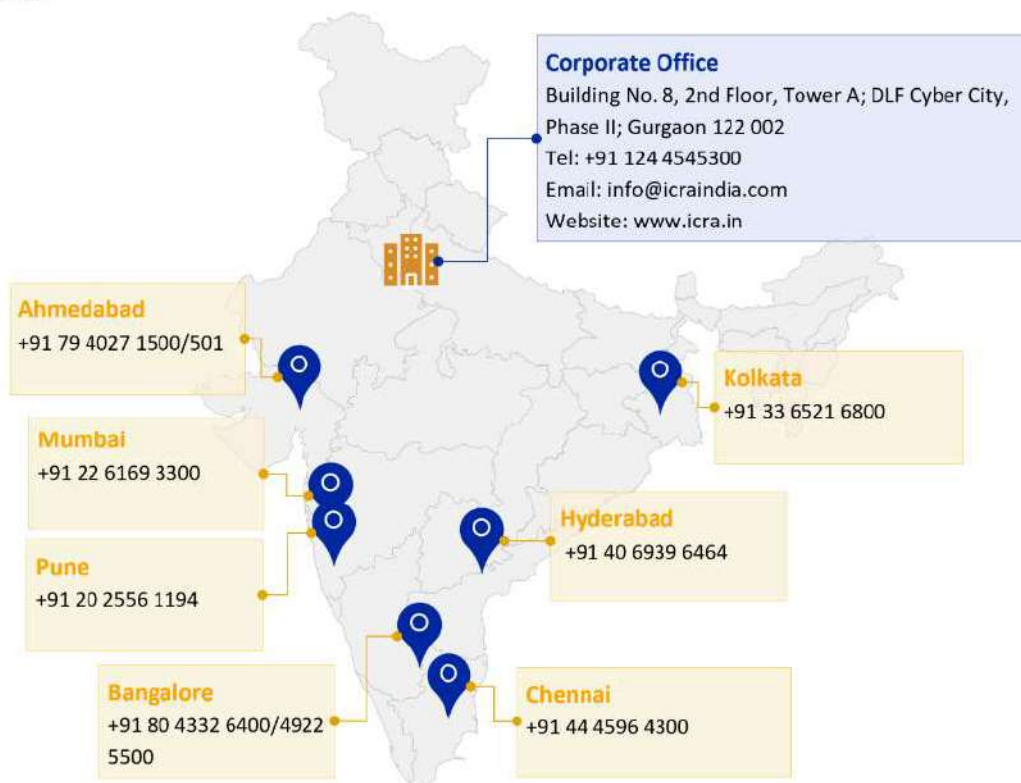 Corporate Office
Building No. 8, 2nd Floor, Tower A; DLF Cyber City,
Phase II; Gurgaon 122 002
Tel: +91 124 4545300
Email: info@icraindia.com
Website: www.icra.in
Ahmedabad
+91 79 4027 1500/501
Kolkata
+91 33 6521 6800
Mumbai
+91 22 6169 3300
Hyderabad
+91 40 6939 6464
Pune
+91 20 2556 1194
Bangalore
+91 80 4332 6400/4922
5500
Chennai
+91 44 4596 4300